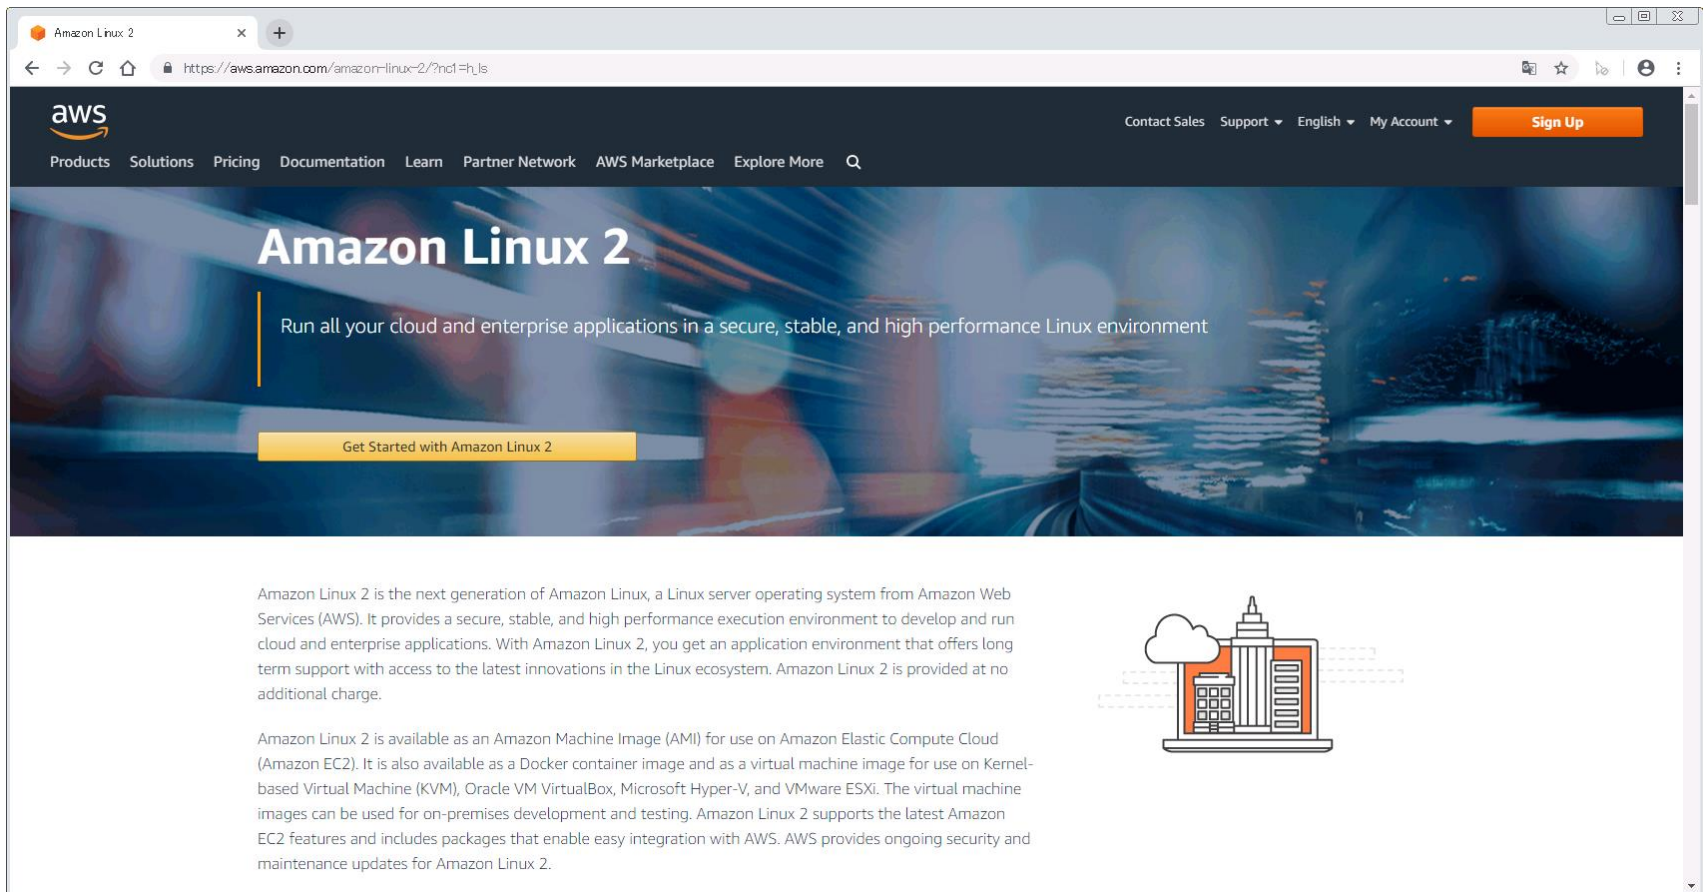 Amazon Linux 2
https://aws.amazon.com/amazon-linux-2/?nc1=h_ls
aws
Contact Sales Support English My Account Sign Up
Products Solutions Pricing Documentation Learn Partner Network AWS Marketplace Explore More
Amazon Linux 2
Run all your cloud and enterprise applications in a secure, stable, and high performance Linux environment
Get Started with Amazon Linux 2
Amazon Linux 2 is the next generation of Amazon Linux, a Linux server operating system from Amazon Web
Services (AWS). It provides a secure, stable, and high performance execution environment to develop and run
cloud and enterprise applications. With Amazon Linux 2, you get an application environment that offers long
term support with access to the latest innovations in the Linux ecosystem. Amazon Linux 2 is provided at no
additional charge.
Amazon Linux 2 is available as an Amazon Machine Image (AMI) for use on Amazon Elastic Compute Cloud
(Amazon EC2). It is also available as a Docker container image and as a virtual machine image for use on Kernel-
based Virtual Machine (KVM), Oracle VM VirtualBox, Microsoft Hyper-V, and VMware ESXi. The virtual machine
images can be used for on-premises development and testing. Amazon Linux 2 supports the latest Amazon
EC2 features and includes packages that enable easy integration with AWS. AWS provides ongoing security and
maintenance updates for Amazon Linux 2.